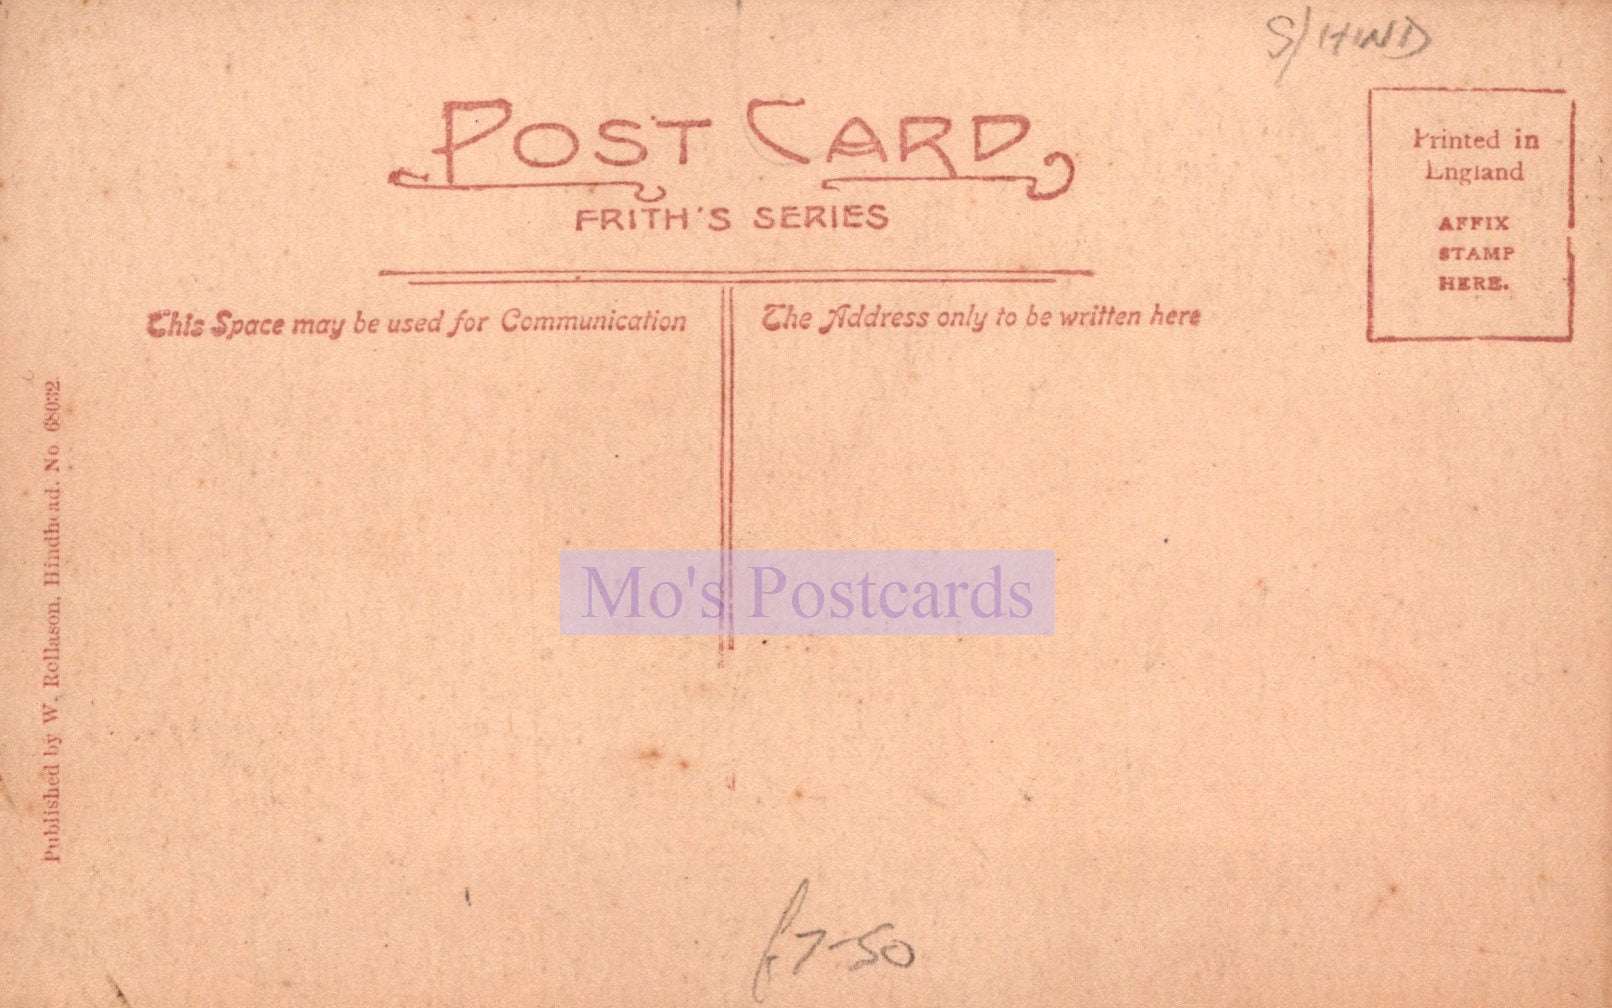 S/HIND
POST CARD
FRITH'S SERIES
Printed in
England
AFFIX
STAMP
HERE.
This Space may be used for Communication
The Address only to be written here
Published by W. Rollason, Hindhead. No 68032.
Mo's Postcards
£7-50